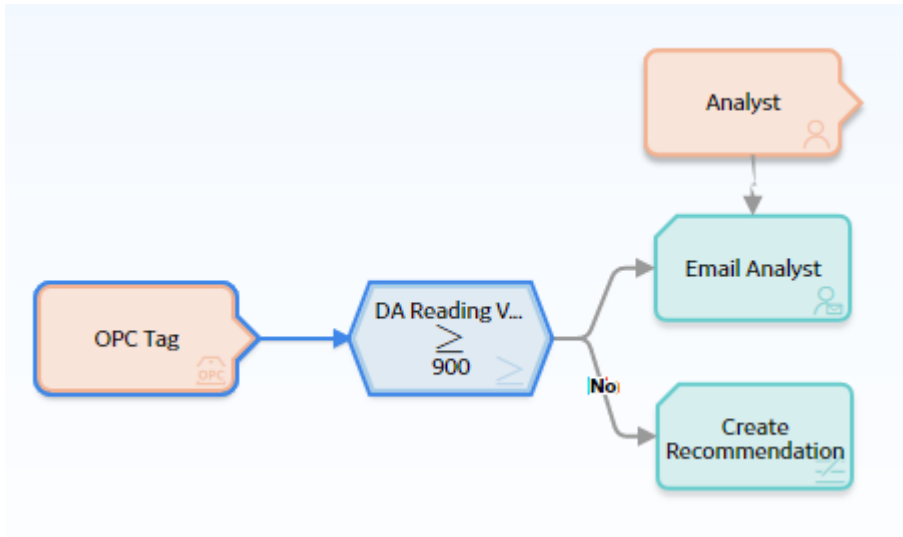 Analyst
Email Analyst
OPC Tag
OPC
DA Reading V...
≥
900
≥
No
Create
Recommendation